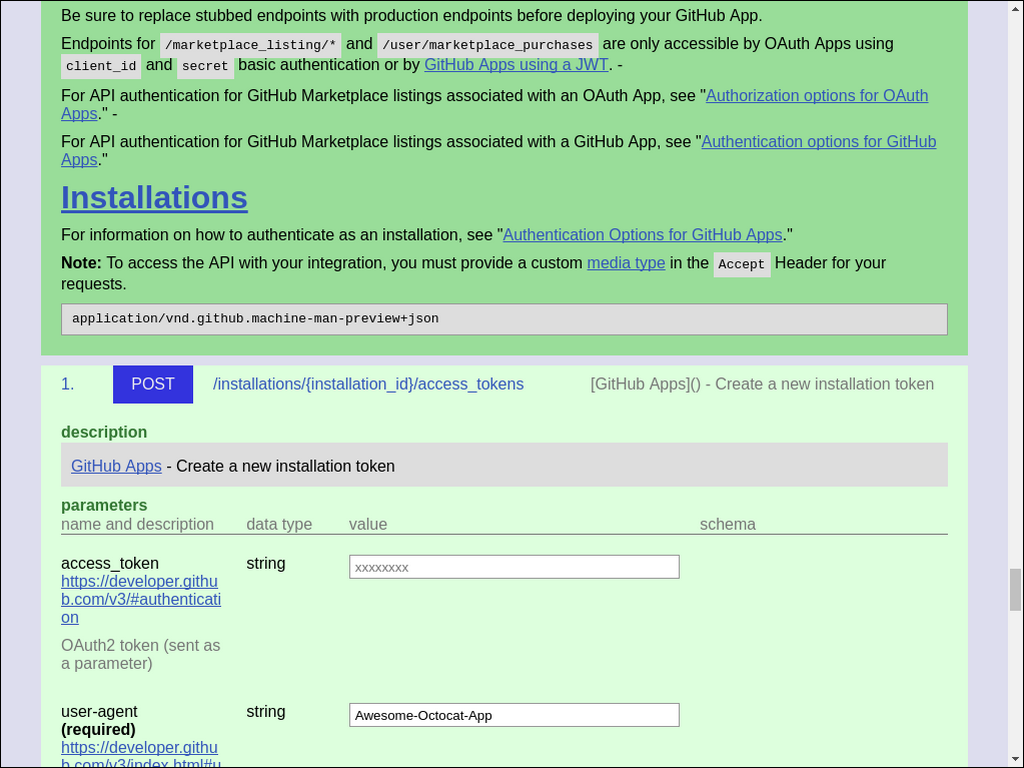 Be sure to replace stubbed endpoints with production endpoints before deploying your GitHub App.
Endpoints for /marketplace_listing/* and /user/marketplace_purchases are only accessible by OAuth Apps using
client_id and secret basic authentication or by GitHub Apps using a JWT. -
For API authentication for GitHub Marketplace listings associated with an OAuth App, see "Authorization options for OAuth
Apps." -
For API authentication for GitHub Marketplace listings associated with a GitHub App, see "Authentication options for GitHub
Apps."
Installations
For information on how to authenticate as an installation, see "Authentication Options for GitHub Apps."
Note: To access the API with your integration, you must provide a custom media type in the Accept Header for your
requests.
application/vnd.github.machine-man-preview+json
1. POST /installations/{installation_id}/access_tokens [GitHub Apps]() - Create a new installation token
description
GitHub Apps - Create a new installation token
parameters
name and description data type value schema
access_token string xxxxxxxx
https://developer.githu
b.com/v3/#authenticati
on
OAuth2 token (sent as
a parameter)
user-agent string Awesome-Octocat-App
(required)
https://developer.githu
b.com/v3/index.html#u